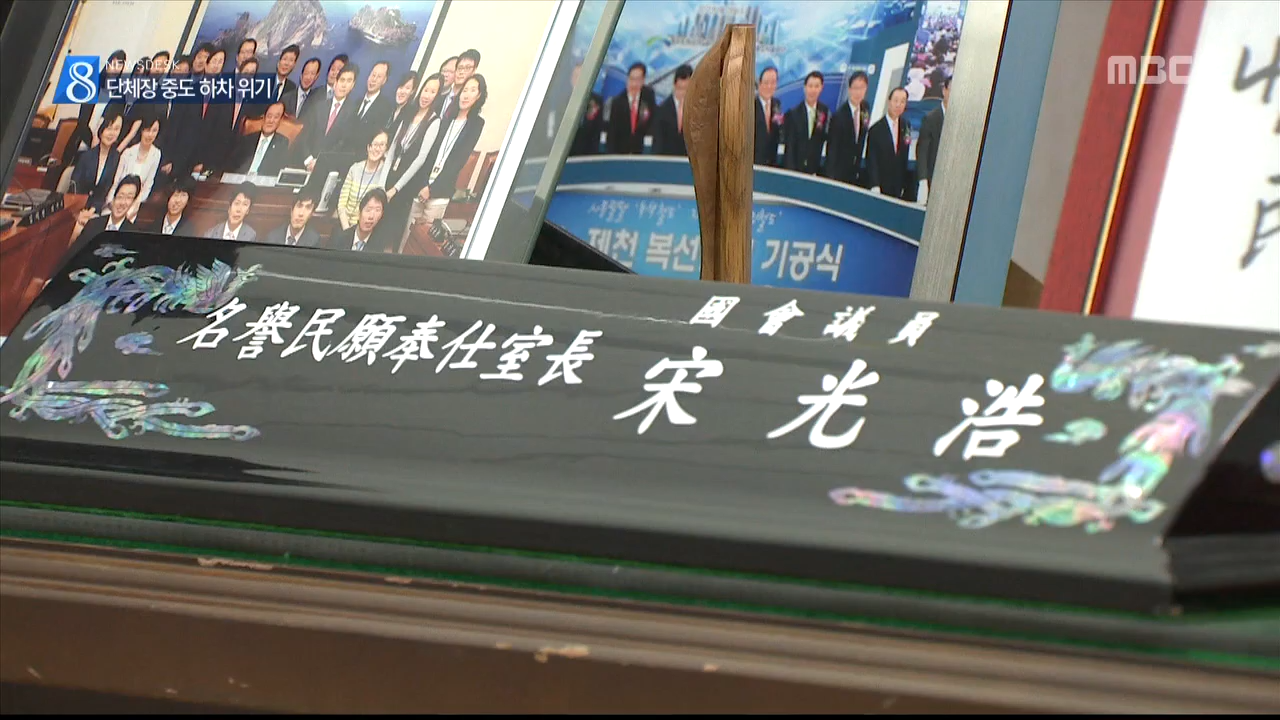 NEWSDESK
8 단체장 중도 하차 위기
MBC
제천 복선 기공식
國會議員
名譽民願奉仕室長 宋光浩